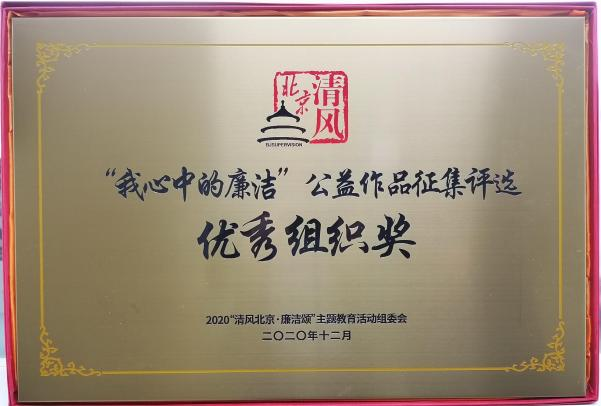 清风
北京
BJSUPERVISION
“我心中的廉洁”公益作品征集评选
优秀组织奖
2020“清风北京·廉洁颂”主题教育活动组委会
二〇二〇年十二月